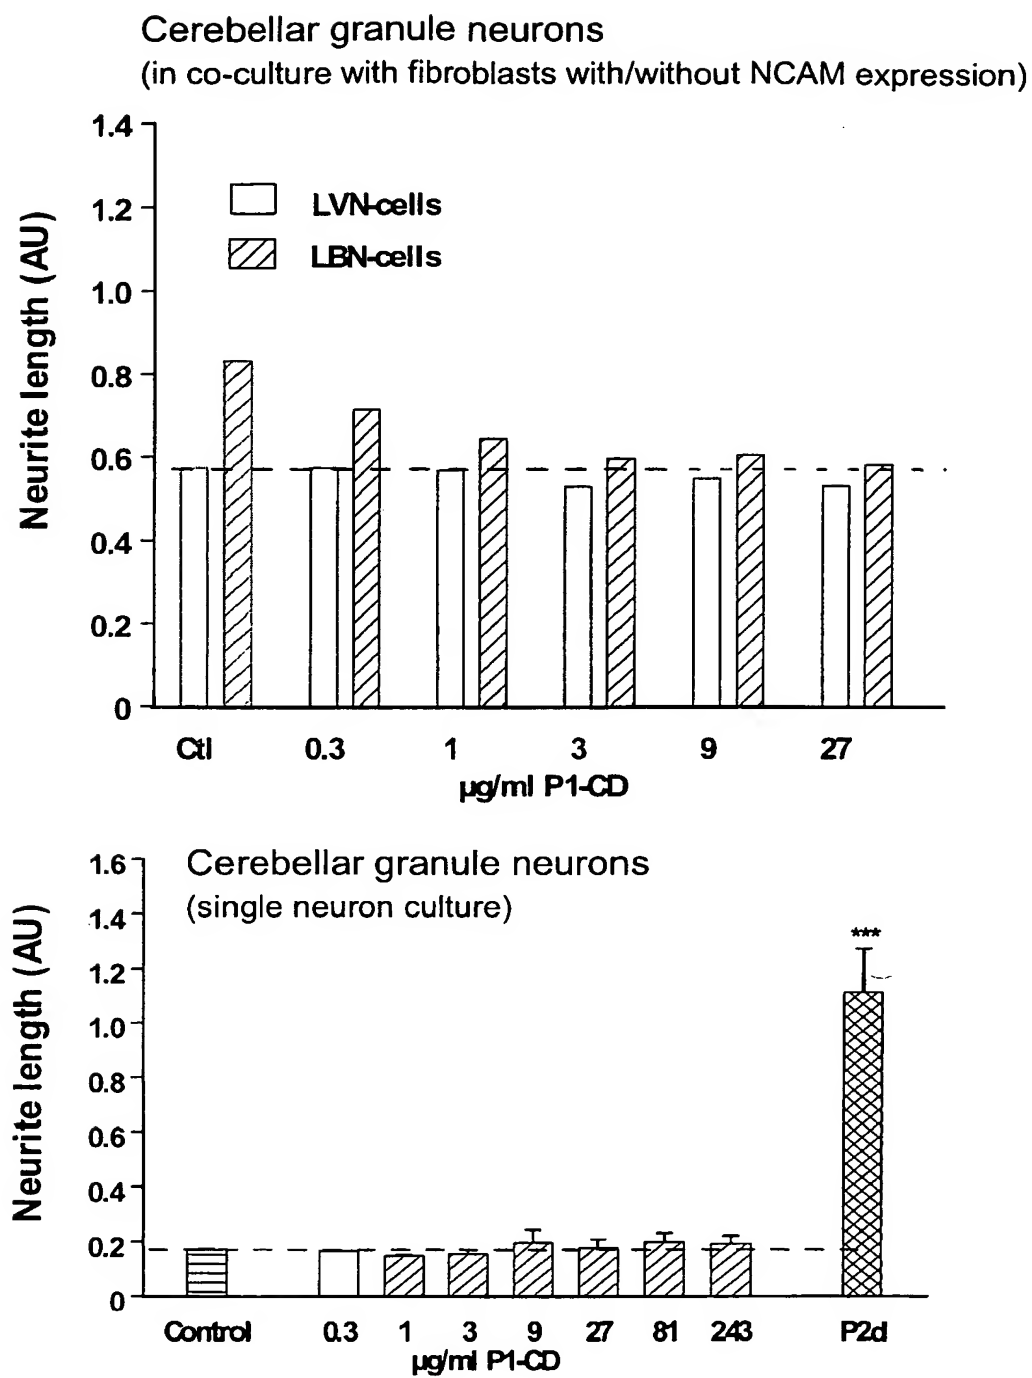 Cerebellar granule neurons
(in co-culture with fibroblasts with/without NCAM expression)
Neurite length (AU)
1.4
1.2
1.0
0.8
0.6
0.4
0.2
0
LVN-cells
LBN-cells
Ctl 0.3 1 3 9 27
µg/ml P1-CD
Cerebellar granule neurons
(single neuron culture)
Neurite length (AU)
1.6
1.4
1.2
1.0
0.8
0.6
0.4
0.2
0
***
Control 0.3 1 3 9 27 81 243 P2d
µg/ml P1-CD